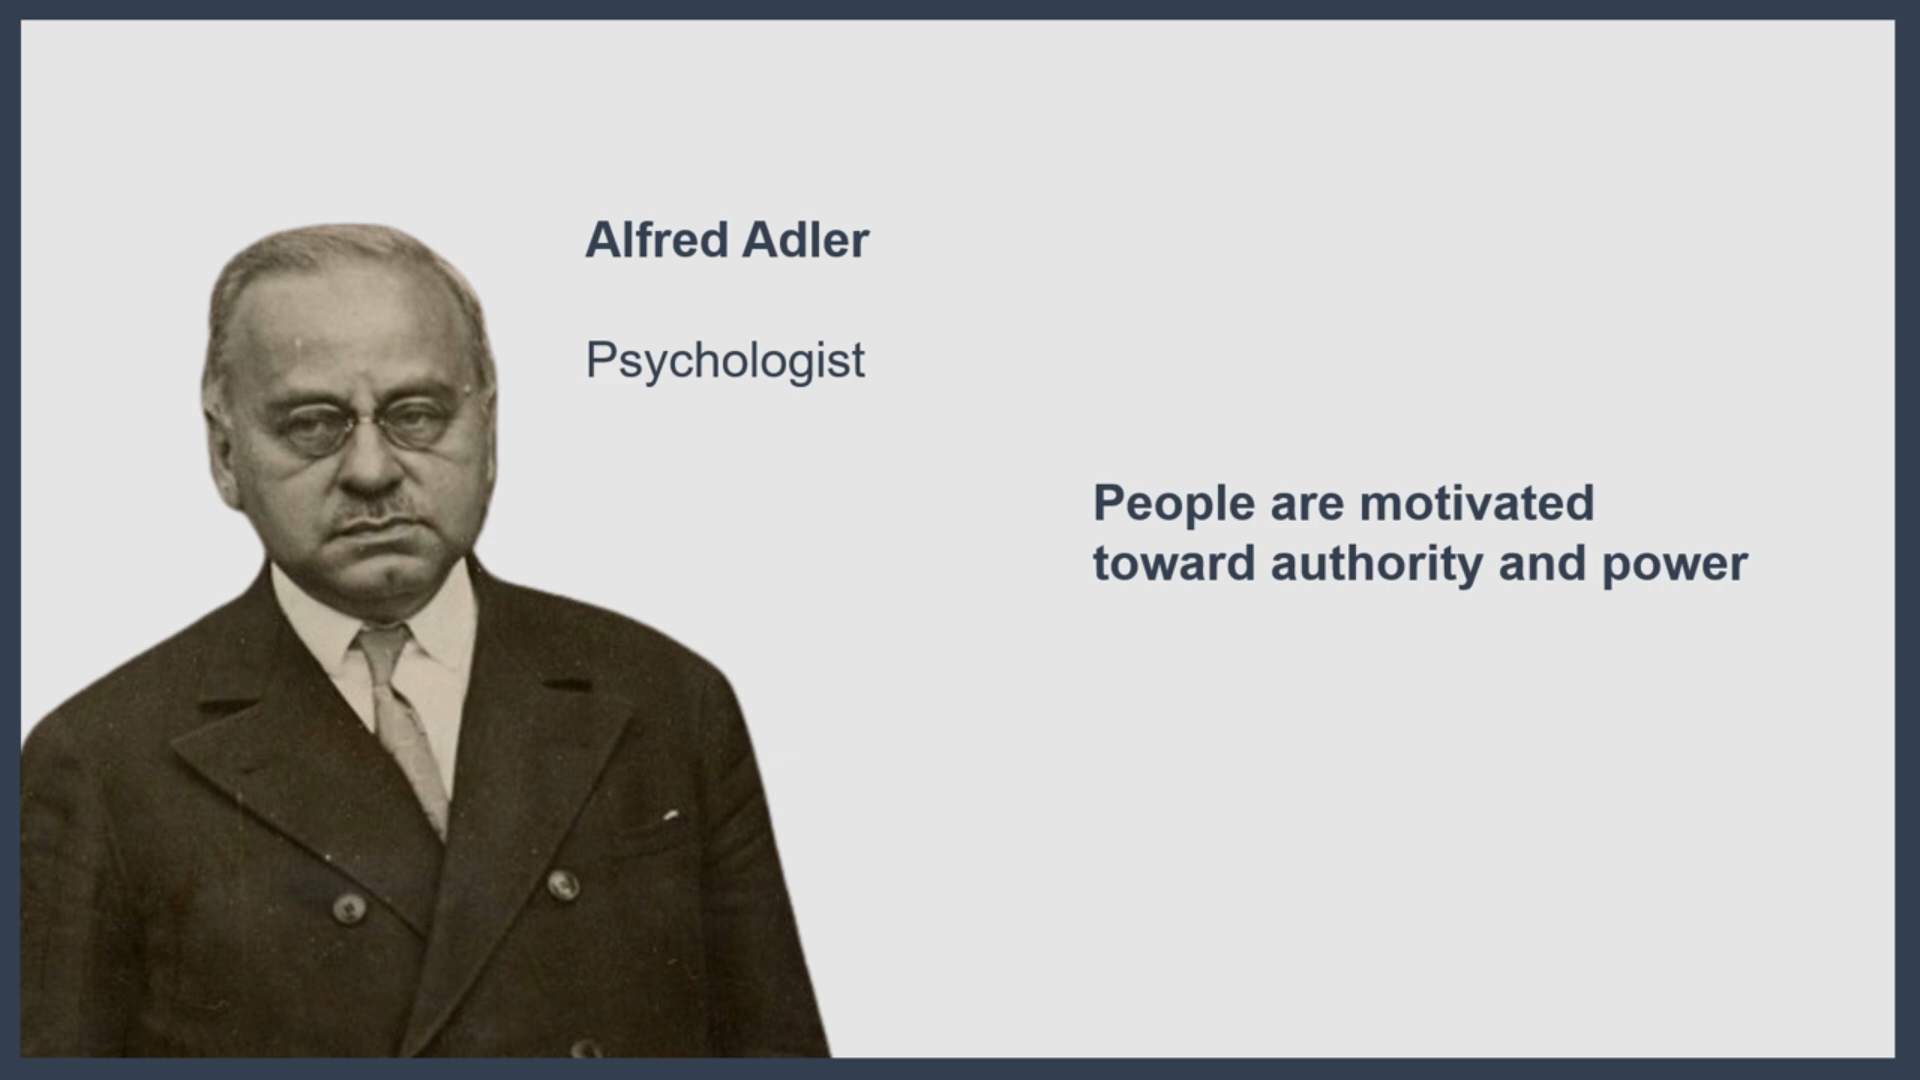 Alfred Adler
Psychologist
People are motivated
toward authority and power